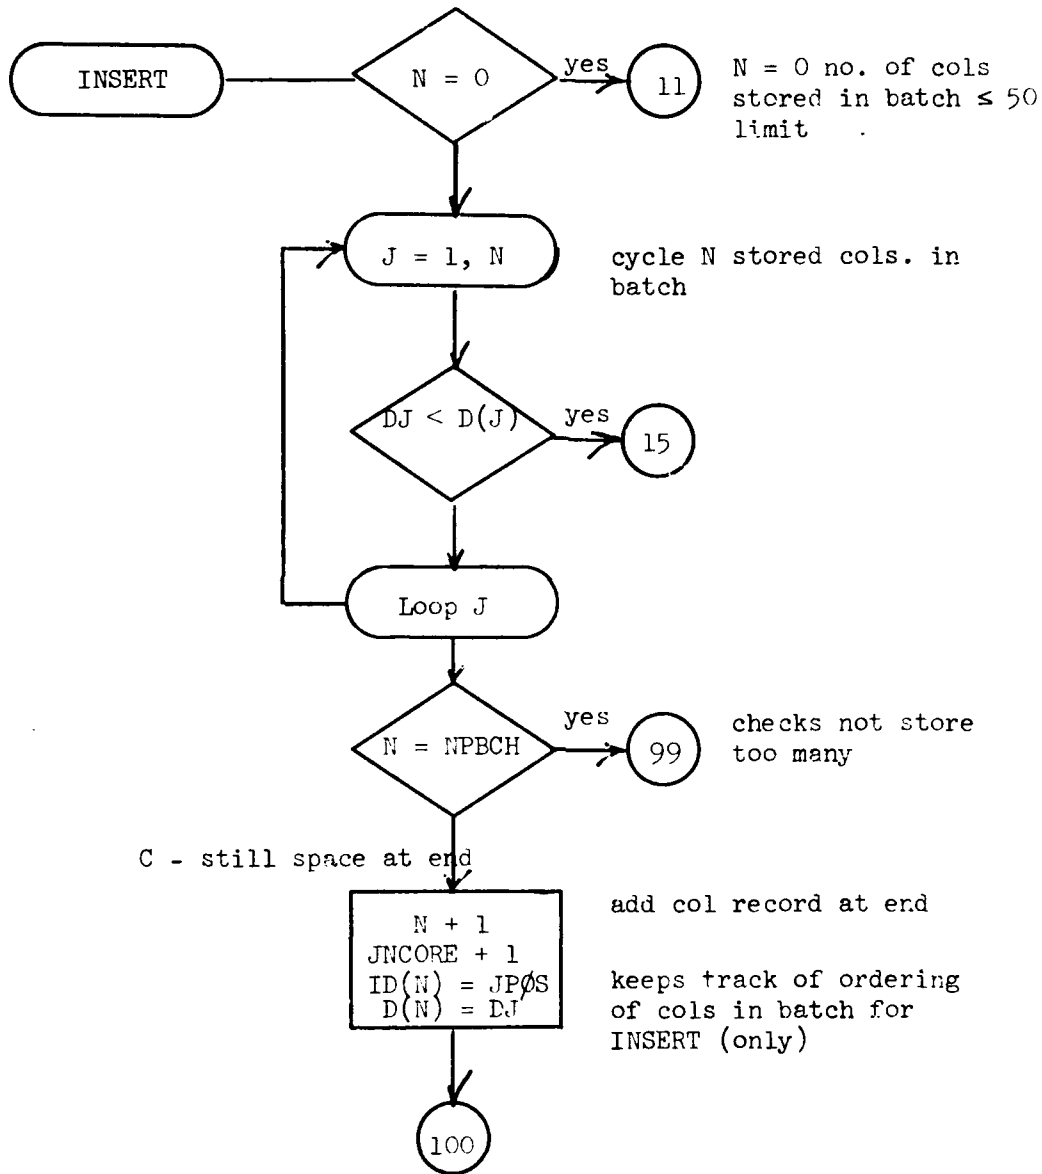 INSERT
N = 0
yes
11
N = 0 no. of cols
stored in batch ≤ 50
limit
J = 1, N
cycle N stored cols. in
batch
DJ < D(J)
yes
15
Loop J
N = NPBCH
yes
99
checks not store
too many
C - still space at end
N + 1
JNCORE + 1
ID(N) = JPØS
D(N) = DJ
add col record at end
keeps track of ordering
of cols in batch for
INSERT (only)
100